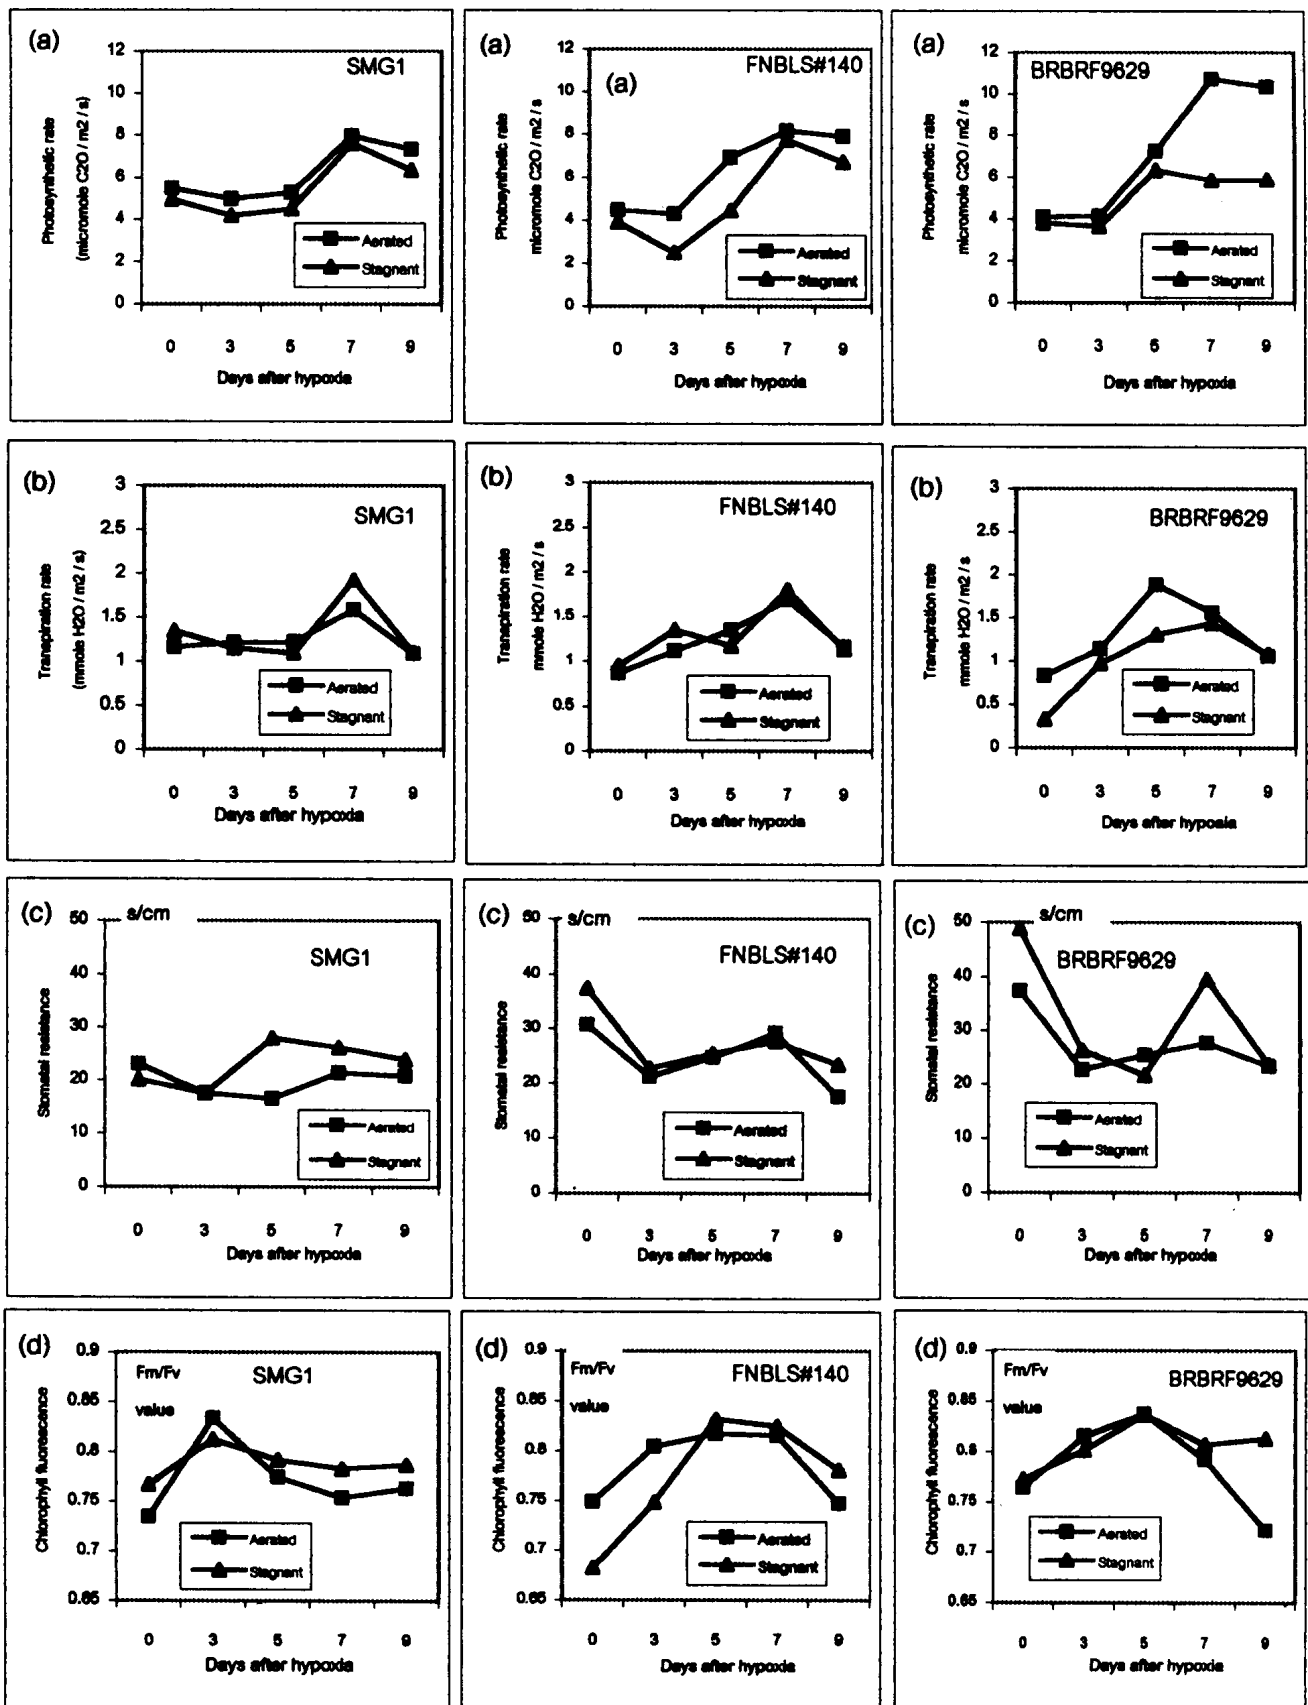 (a)
SMG1
Photosynthetic rate
(micromole C2O / m2 / s)
12
10
8
6
4
2
0
Aerated
Stagnant
0 3 5 7 9
Days after hypoxia
(a)
FNBLS#140
(a)
Photosynthetic rate
micromole C2O / m2 / s
12
10
8
6
4
2
0
Aerated
Stagnant
0 3 5 7 9
Days after hypoxia
(a)
BRBRF9629
Photosynthetic rate
micromole C2O / m2 / s
12
10
8
6
4
2
0
Aerated
Stagnant
0 3 5 7 9
Days after hypoxia
(b)
SMG1
Transpiration rate
(mmole H2O / m2 / s)
3
2.5
2
1.5
1
0.5
0
Aerated
Stagnant
0 3 5 7 9
Days after hypoxia
(b)
FNBLS#140
Transpiration rate
mmole H2O / m2 / s
3
2.5
2
1.5
1
0.5
0
Aerated
Stagnant
0 3 5 7 9
Days after hypoxia
(b)
BRBRF9629
Transpiration rate
mmole H2O / m2 / s
3
2.5
2
1.5
1
0.5
0
Aerated
Stagnant
0 3 5 7 9
Days after hypoaia
(c)
s/cm
SMG1
Stomatal resistance
50
40
30
20
10
0
Aerated
Stagnant
0 3 5 7 9
Days after hypoxia
(c)
s/cm
FNBLS#140
Stomatal resistance
50
40
30
20
10
0
Aerated
Stagnant
0 3 5 7 9
Days after hypoxia
(c)
s/cm
BRBRF9629
Stomatal resistance
50
40
30
20
10
0
Aerated
Stagnant
0 3 5 7 9
Days after hypoxia
(d)
Fm/Fv
value
SMG1
Chlorophyll fluorescence
0.9
0.85
0.8
0.75
0.7
0.65
Aerated
Stagnant
0 3 5 7 9
Days after hypoxia
(d)
Fm/Fv
value
FNBLS#140
Chlorophyll fluorescence
0.9
0.85
0.8
0.75
0.7
0.65
Aerated
Stagnant
0 3 5 7 9
Days after hypoxia
(d)
Fm/Fv
value
BRBRF9629
Chlorophyll fluorescence
0.9
0.85
0.8
0.75
0.7
0.65
Aerated
Stagnant
0 3 5 7 9
Days after hypoxia